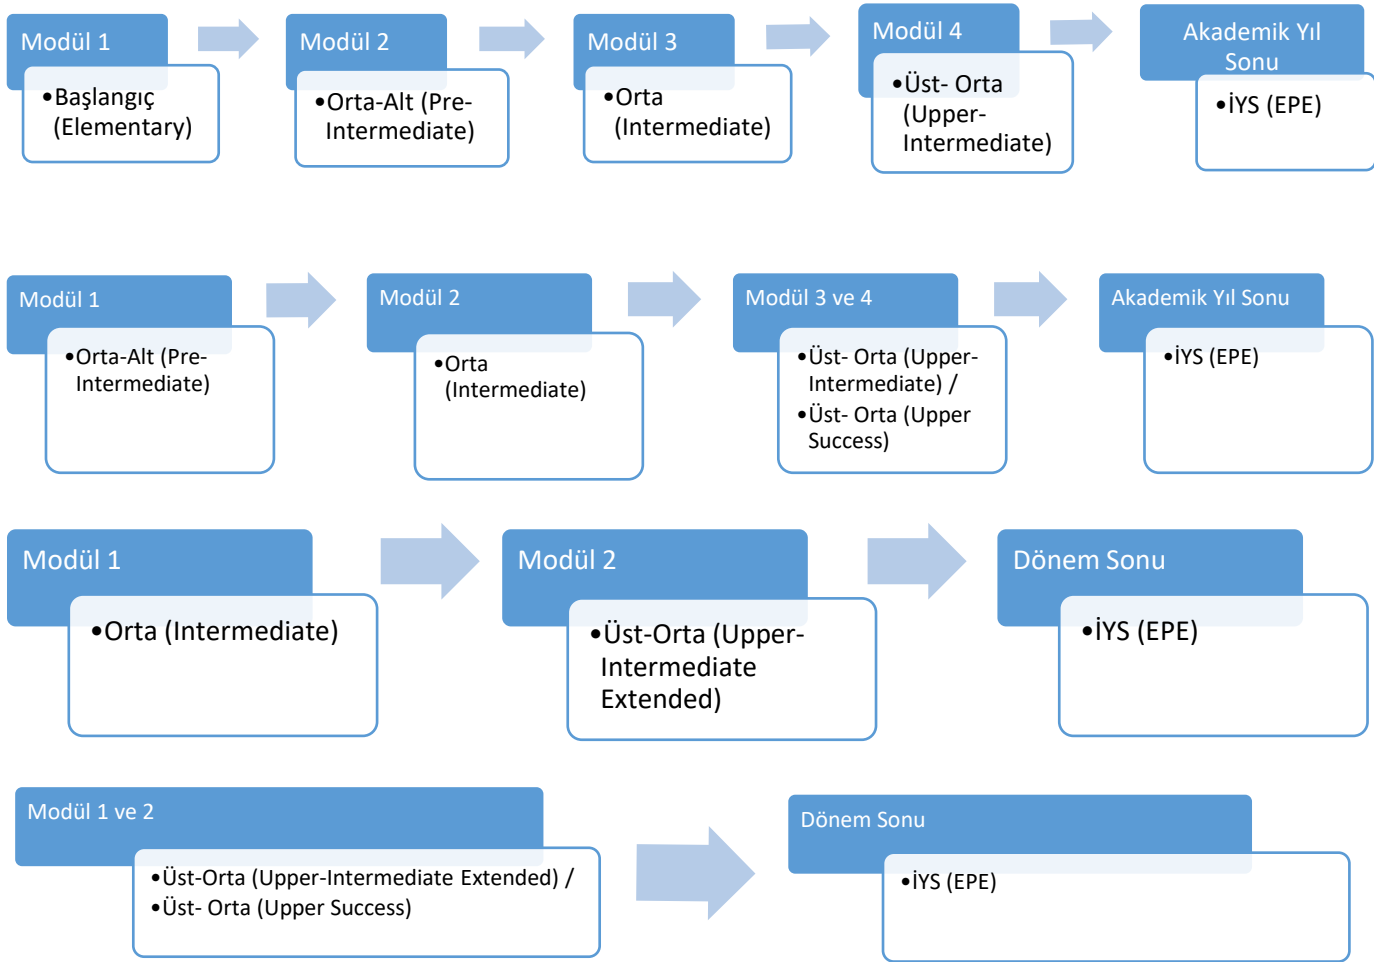 Modül 1
•Başlangıç
(Elementary)
Modül 2
•Orta-Alt (Pre-
Intermediate)
Modül 3
•Orta
(Intermediate)
Modül 4
•Üst- Orta
(Upper-
Intermediate)
Akademik Yıl
Sonu
•İYS (EPE)
Modül 1
•Orta-Alt (Pre-
Intermediate)
Modül 2
•Orta
(Intermediate)
Modül 3 ve 4
•Üst- Orta (Upper-
Intermediate) /
•Üst- Orta (Upper
Success)
Akademik Yıl Sonu
•İYS (EPE)
Modül 1
•Orta (Intermediate)
Modül 2
•Üst-Orta (Upper-
Intermediate
Extended)
Dönem Sonu
•İYS (EPE)
Modül 1 ve 2
•Üst-Orta (Upper-Intermediate Extended) /
•Üst- Orta (Upper Success)
Dönem Sonu
•İYS (EPE)